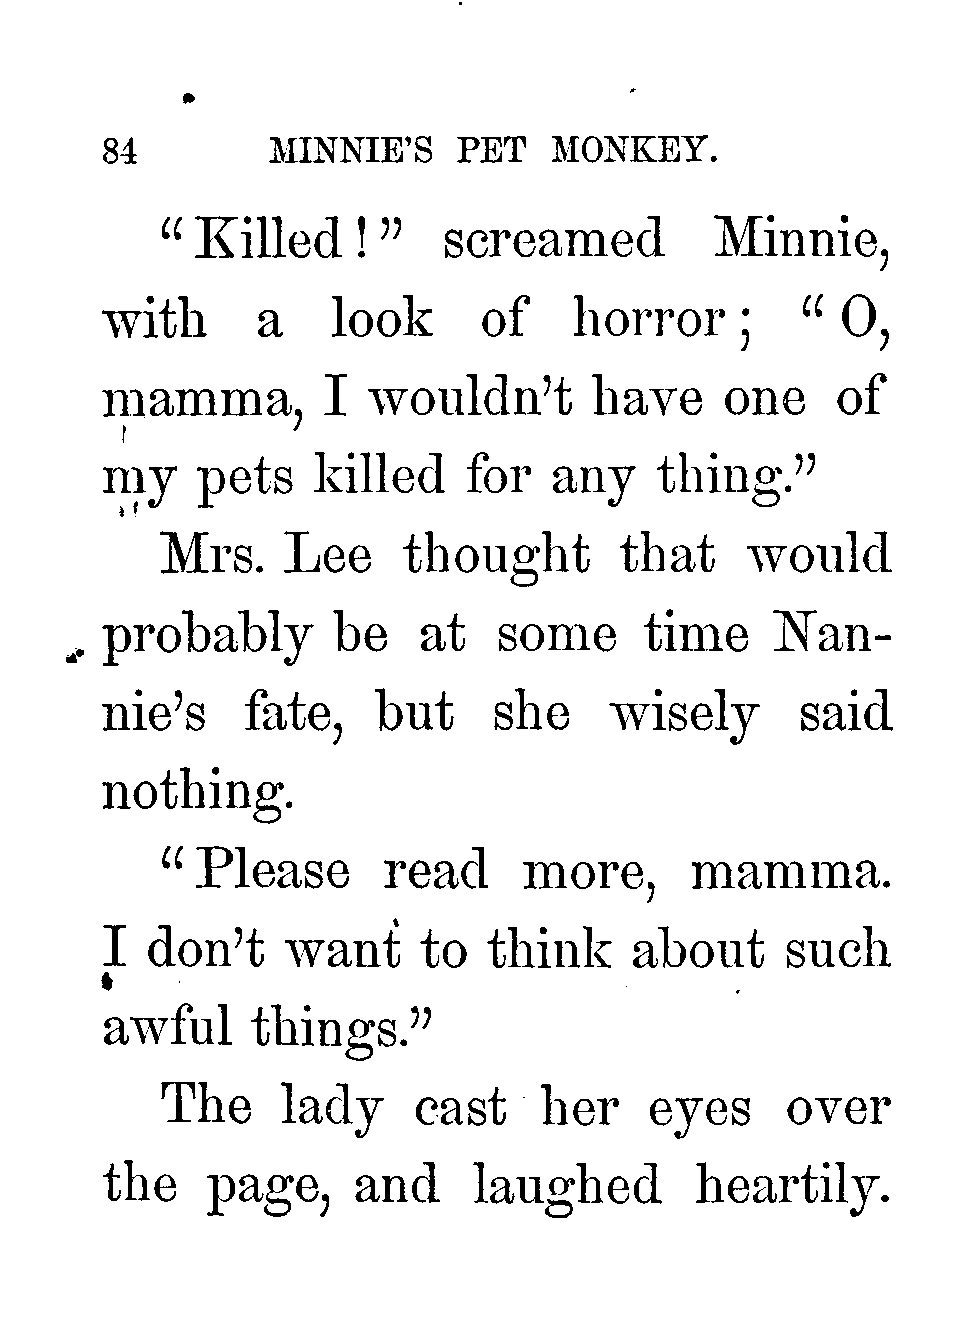 84 MINNIE'S PET MONKEY.
"Killed!" screamed Minnie,
with a look of horror; "O,
mamma, I wouldn't have one of
my pets killed for any thing."
Mrs. Lee thought that would
probably be at some time Nan-
nie's fate, but she wisely said
nothing.
"Please read more, mamma.
I don't want to think about such
awful things."
The lady cast her eyes over
the page, and laughed heartily.